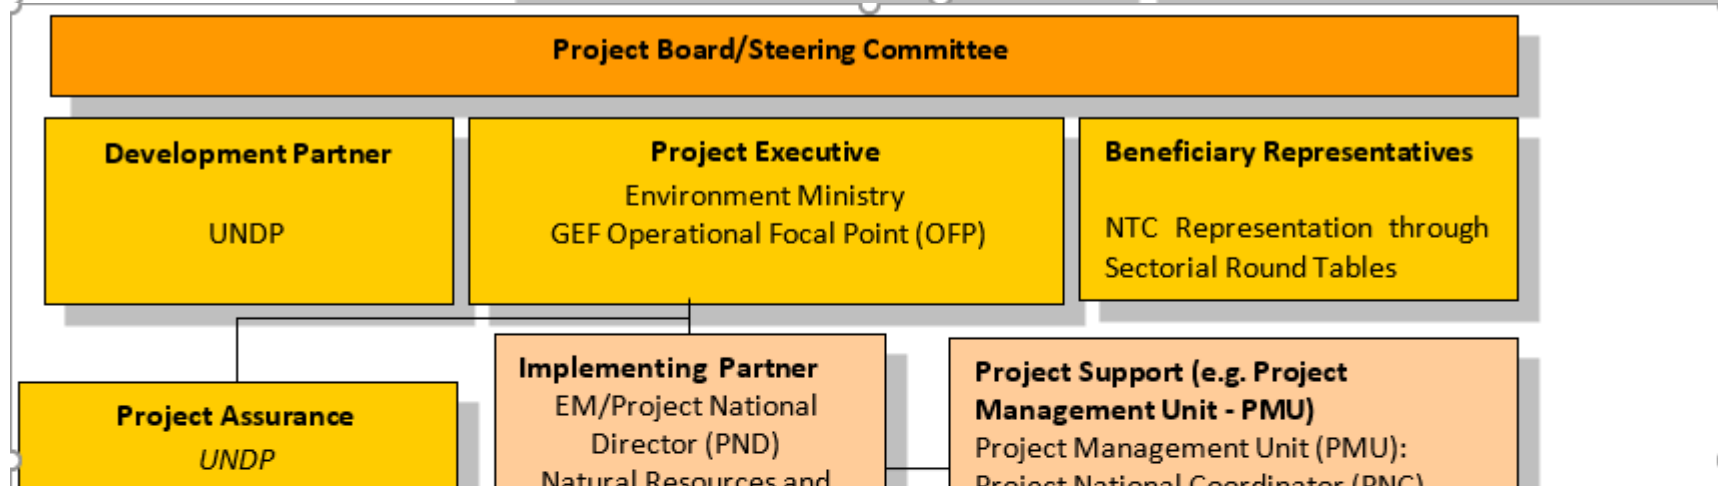 Project Board/Steering Committee
Development Partner
UNDP
Project Executive
Environment Ministry
GEF Operational Focal Point (OFP)
Beneficiary Representatives
NTC Representation through
Sectorial Round Tables
Project Assurance
UNDP
Implementing Partner
EM/Project National
Director (PND)
Natural Resources and
Project Support (e.g. Project
Management Unit - PMU)
Project Management Unit (PMU):
Project National Coordinator (PNC)